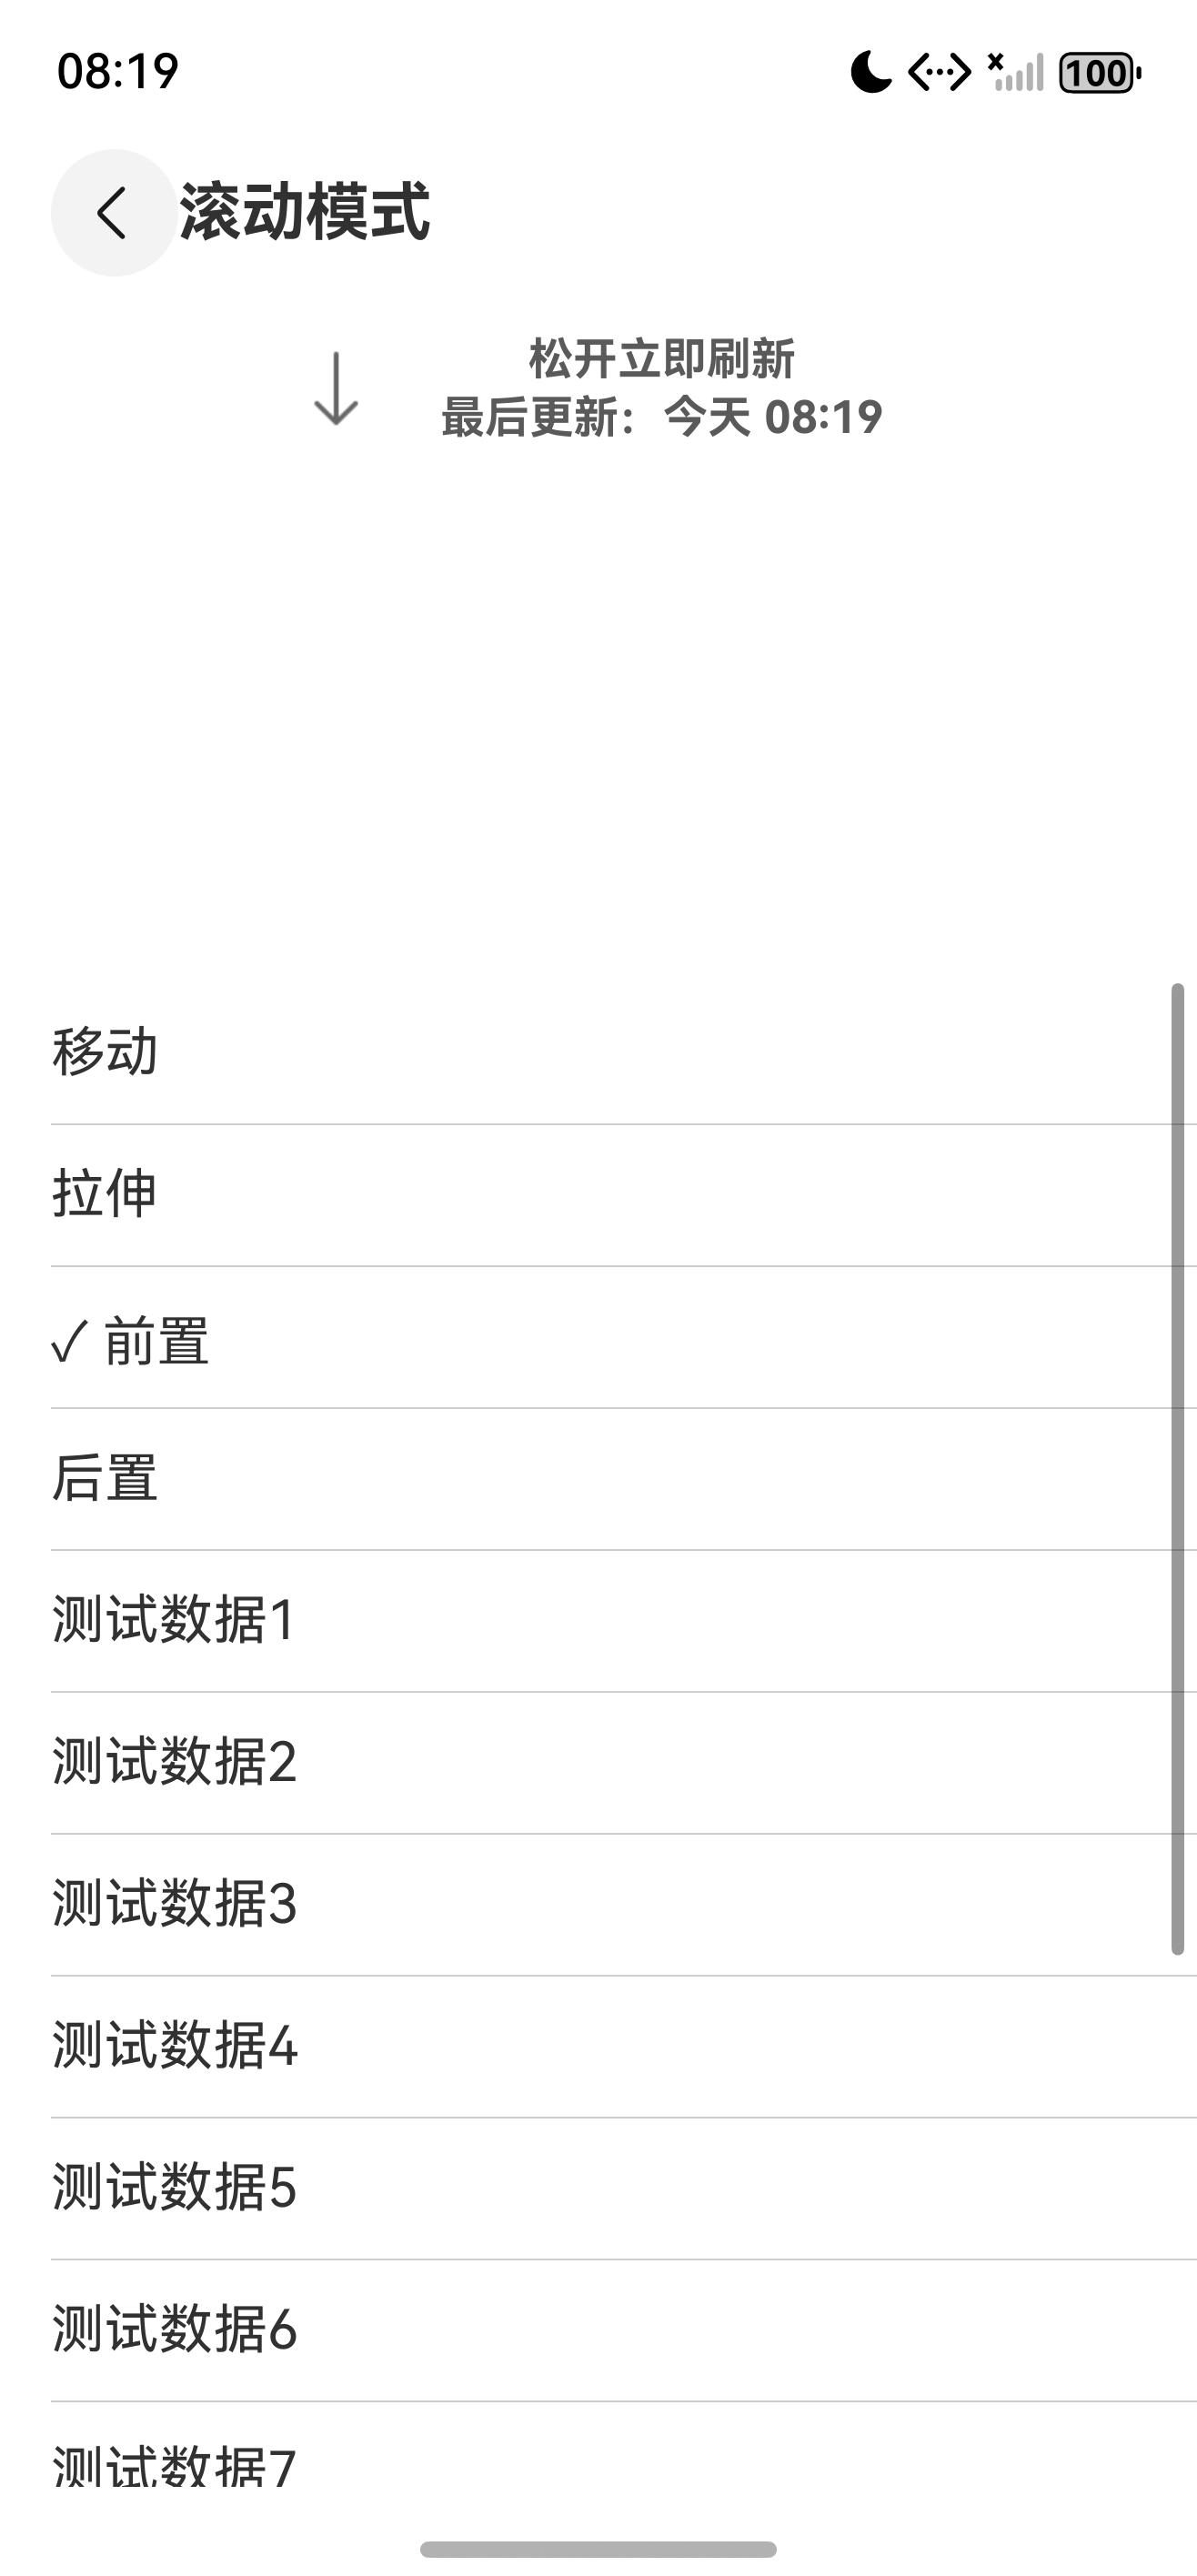 08:19
100
滚动模式
松开立即刷新
最后更新：今天 08:19
移动
拉伸
✓ 前置
后置
测试数据1
测试数据2
测试数据3
测试数据4
测试数据5
测试数据6
测试数据7